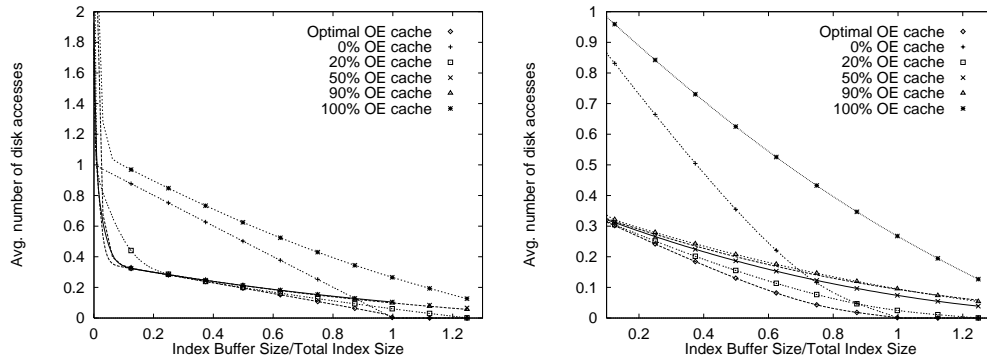 2
1.8
1.6
1.4
1.2
1
0.8
0.6
0.4
0.2
0
0 0.2 0.4 0.6 0.8 1.0 1.2
Avg. number of disk accesses
Index Buffer Size/Total Index Size
Optimal OE cache
0% OE cache
20% OE cache
50% OE cache
90% OE cache
100% OE cache
1
0.9
0.8
0.7
0.6
0.5
0.4
0.3
0.2
0.1
0
0.2 0.4 0.6 0.8 1.0 1.2
Avg. number of disk accesses
Index Buffer Size/Total Index Size
Optimal OE cache
0% OE cache
20% OE cache
50% OE cache
90% OE cache
100% OE cache